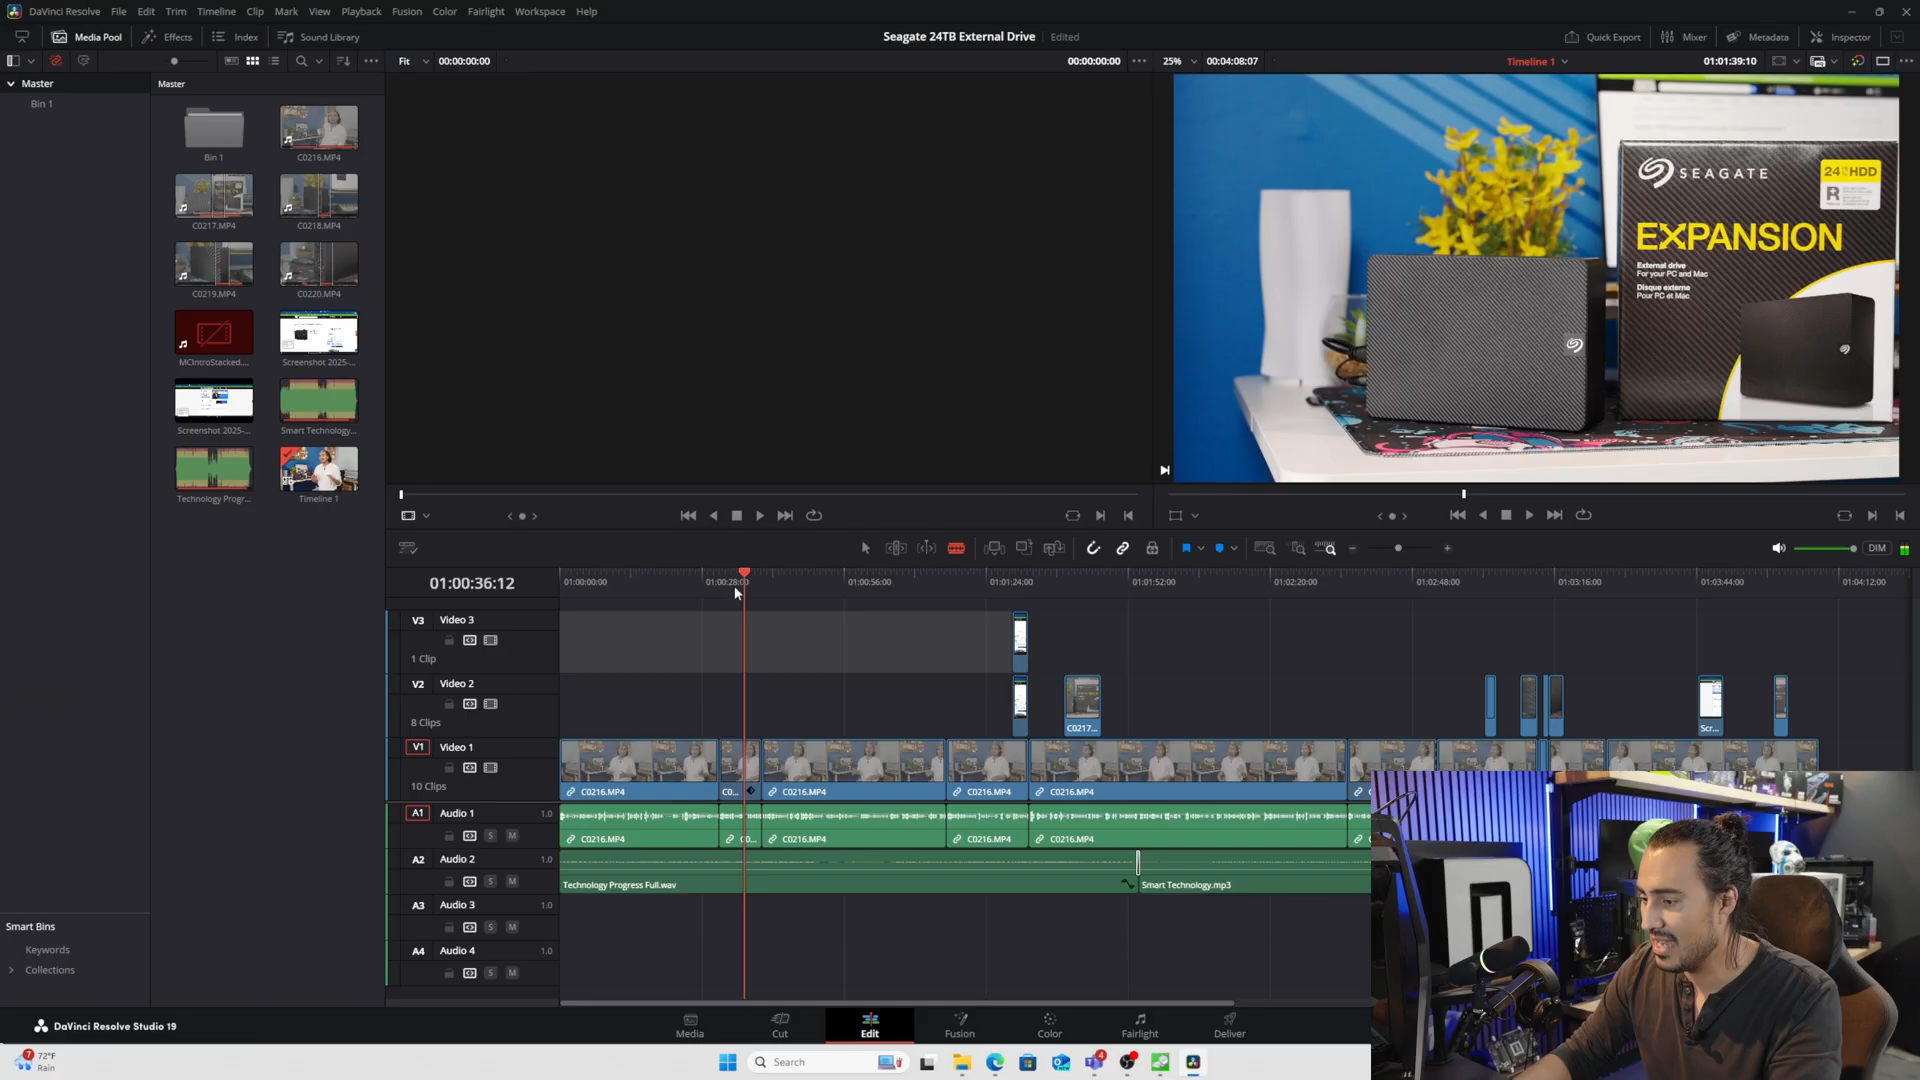 DaVinci Resolve File Edit Trim Timeline Clip Mark View Playback Fusion Color Fairlight Workspace Help
Media Pool Effects Index Sound Library Seagate 24TB External Drive Edited Quick Export Mixer Metadata Inspector
Fit 00:00:00:00 00:00:00:00 25% 00:04:08:07 Timeline 1 01:01:39:10
Master Master
Bin 1
Bin 1 C0216.MP4
C0217.MP4 C0218.MP4
C0219.MP4 C0220.MP4
MCIntroStacked.... Screenshot 2025-...
Screenshot 2025-... Smart Technology...
Technology Progr... Timeline 1
SEAGATE
24TB HDD
R
EXPANSION
External drive
For your PC and Mac
Disque externe
Pour PC et Mac
DIM
01:00:36:12 01:00:00:00 01:00:28:00 01:00:56:00 01:01:24:00 01:01:52:00 01:02:20:00 01:02:48:00 01:03:16:00 01:03:44:00 01:04:12:00
V3 Video 3
1 Clip
V2 Video 2
8 Clips C0217... Scr...
V1 Video 1
10 Clips C0216.MP4 C0... C0216.MP4 C0216.MP4 C0216.MP4
A1 Audio 1 1.0
S M C0216.MP4 C0... C0216.MP4 C0216.MP4 C0216.MP4
A2 Audio 2 1.0
S M Technology Progress Full.wav Smart Technology.mp3
A3 Audio 3 1.0
S M
A4 Audio 4 1.0
S M
Smart Bins
Keywords
Collections
DaVinci Resolve Studio 19 Media Cut Edit Fusion Color Fairlight Deliver
7 72°F
Rain
Search
4